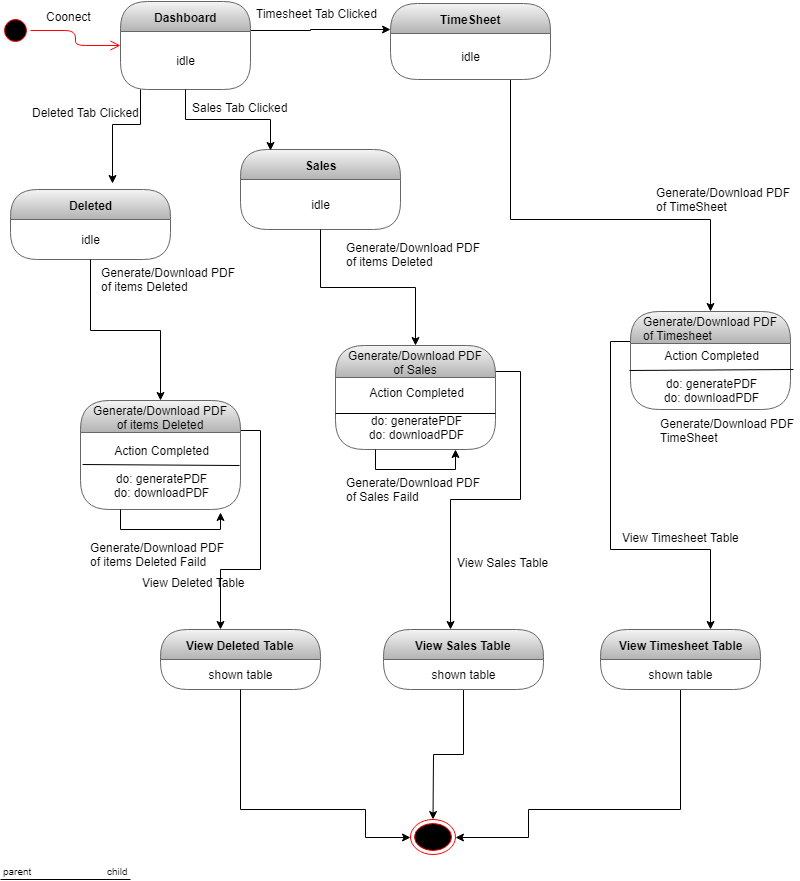 Coonect
Dashboard
idle
Timesheet Tab Clicked
TimeSheet
idle
Deleted Tab Clicked
Sales Tab Clicked
Sales
idle
Deleted
idle
Generate/Download PDF
of TimeSheet
Generate/Download PDF
of items Deleted
Generate/Download PDF
of items Deleted
Generate/Download PDF
of Timesheet
Action Completed
do: generatePDF
do: downloadPDF
Generate/Download PDF
TimeSheet
Generate/Download PDF
of Sales
Action Completed
do: generatePDF
do: downloadPDF
Generate/Download PDF
of Sales Faild
Generate/Download PDF
of items Deleted
Action Completed
do: generatePDF
do: downloadPDF
Generate/Download PDF
of items Deleted Faild
View Deleted Table
View Sales Table
View Timesheet Table
View Deleted Table
shown table
View Sales Table
shown table
View Timesheet Table
shown table
parent
child